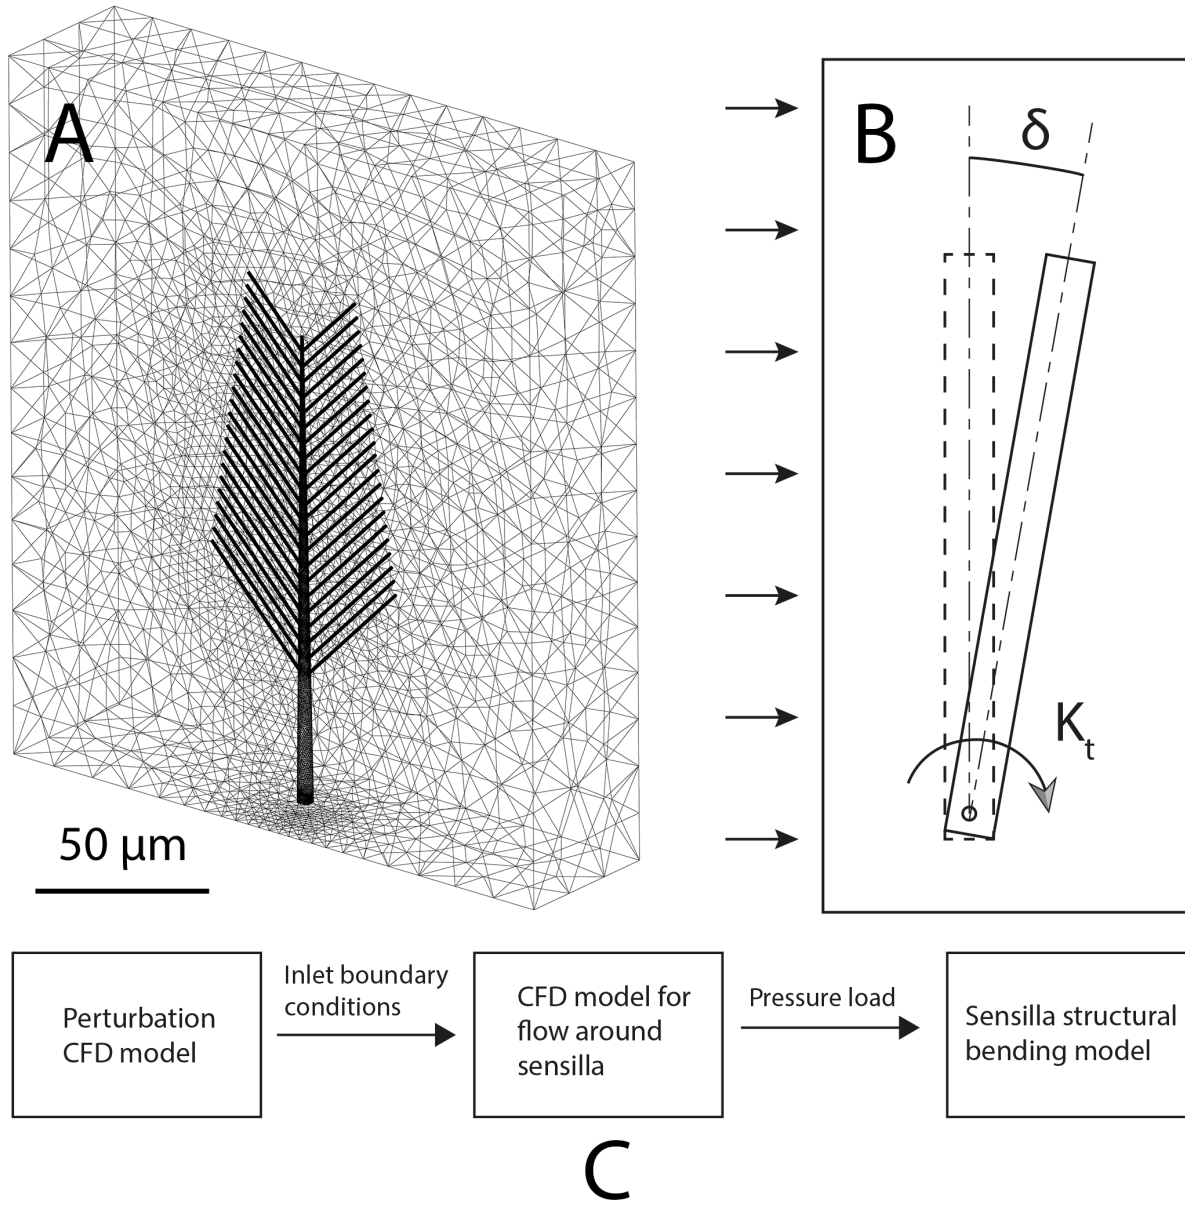 A
B
δ
Kt
50 μm
Perturbation
CFD model
Inlet boundary
conditions
CFD model for
flow around
sensilla
Pressure load
Sensilla structural
bending model
C